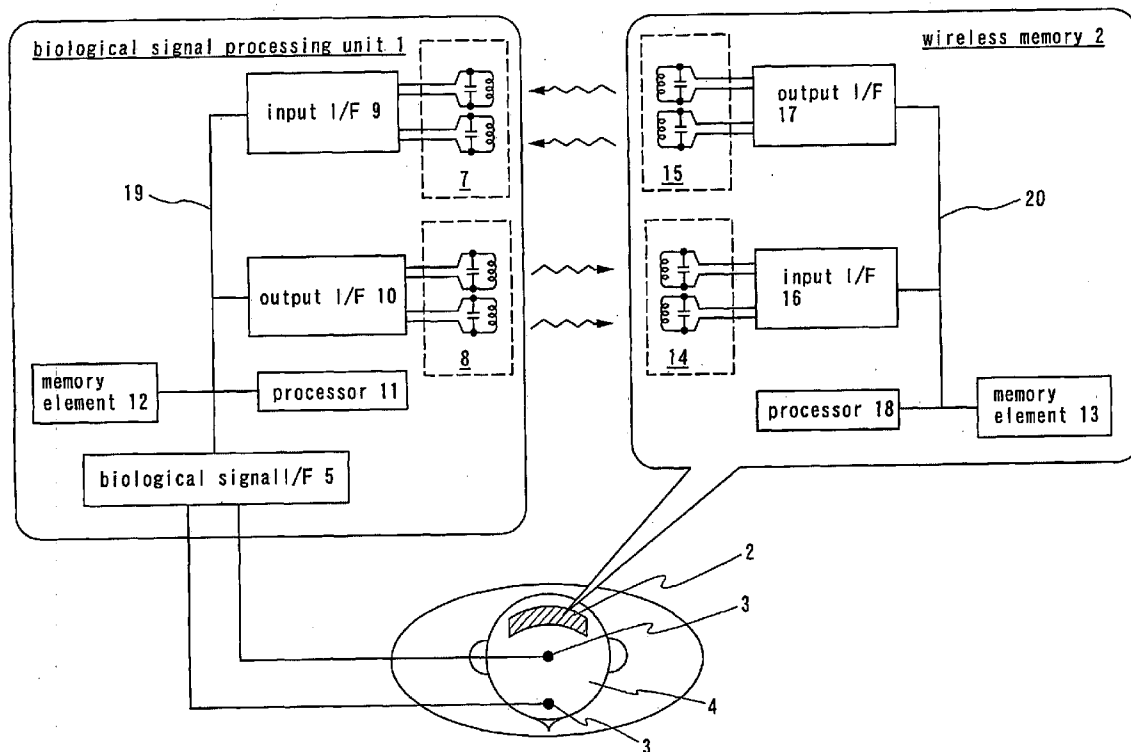 biological signal processing unit 1
input I/F 9
7
19
output I/F 10
8
memory
element 12
processor 11
biological signalI/F 5
wireless memory 2
output I/F
17
15
20
input I/F
16
14
processor 18
memory
element 13
2
3
4
3